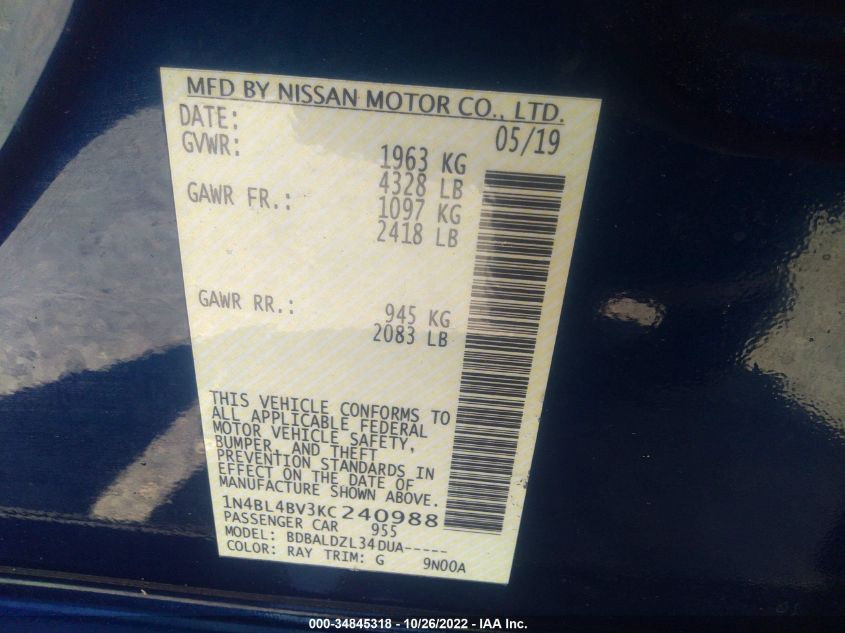 MFD BY NISSAN MOTOR CO., LTD.
DATE: 05/19
GVWR: 1963 KG
4328 LB
GAWR FR.: 1097 KG
2418 LB
GAWR RR.: 945 KG
2083 LB
THIS VEHICLE CONFORMS TO
ALL APPLICABLE FEDERAL
MOTOR VEHICLE SAFETY,
BUMPER, AND THEFT
PREVENTION STANDARDS IN
EFFECT ON THE DATE OF
MANUFACTURE SHOWN ABOVE.
1N4BL4BV3KC240988
PASSENGER CAR 955
MODEL: BDBALDZL34DUA-----
COLOR: RAY TRIM: G 9N00A
000-34845318 - 10/26/2022 - IAA Inc.